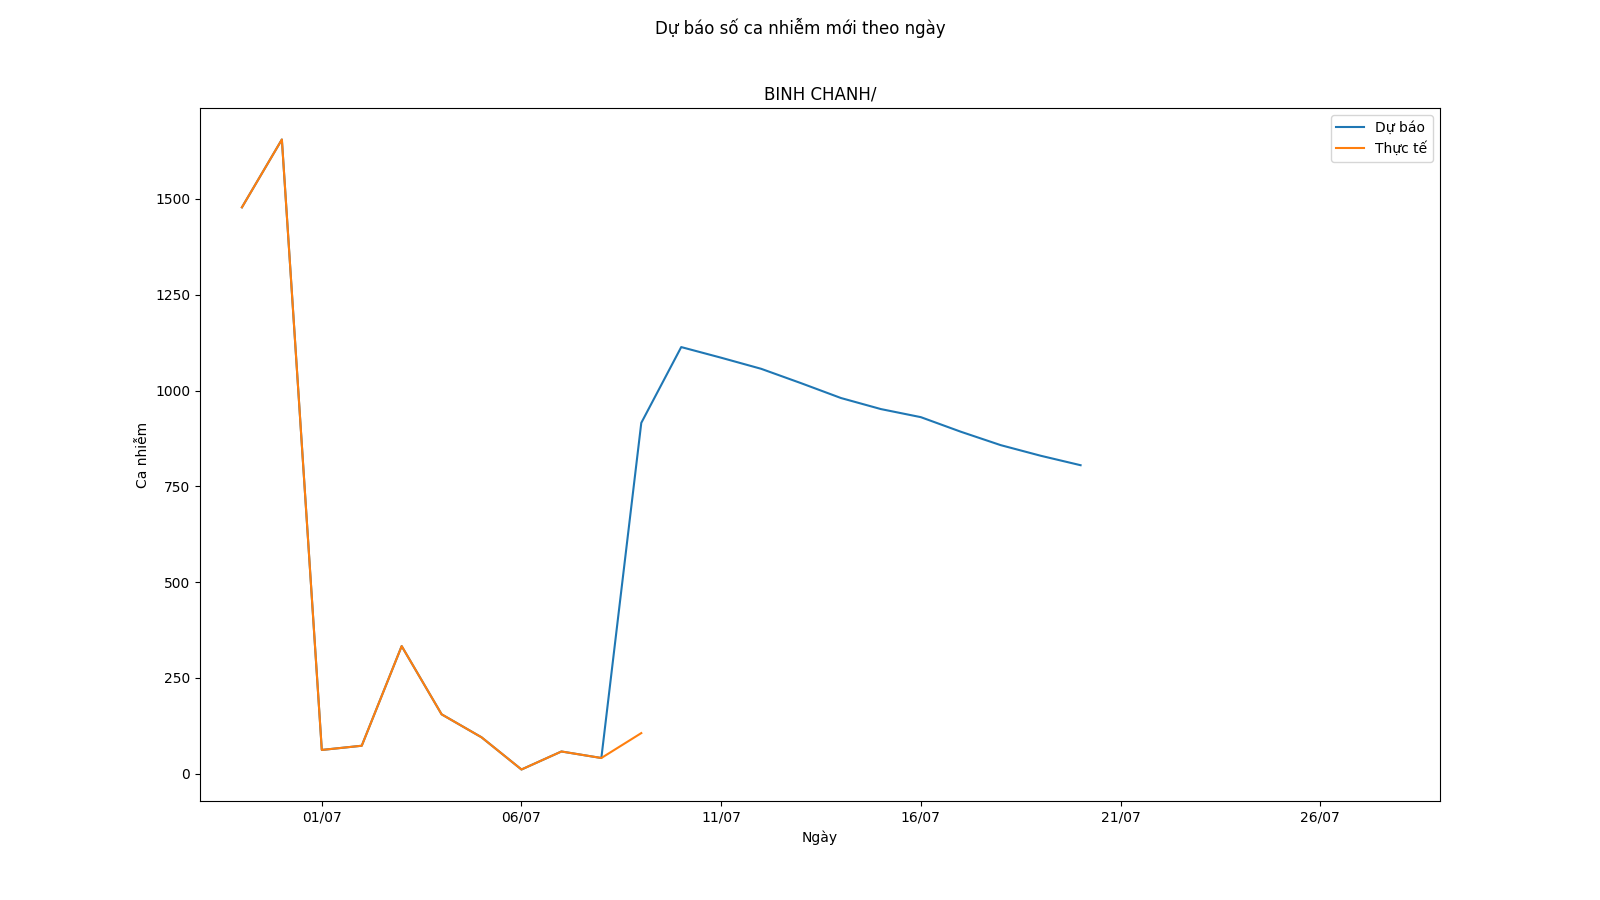 Dự báo số ca nhiễm mới theo ngày
BINH CHANH/
Dự báo
Thực tế
1500
1250
1000
750
500
250
0
Ca nhiễm
01/07
06/07
11/07
16/07
21/07
26/07
Ngày